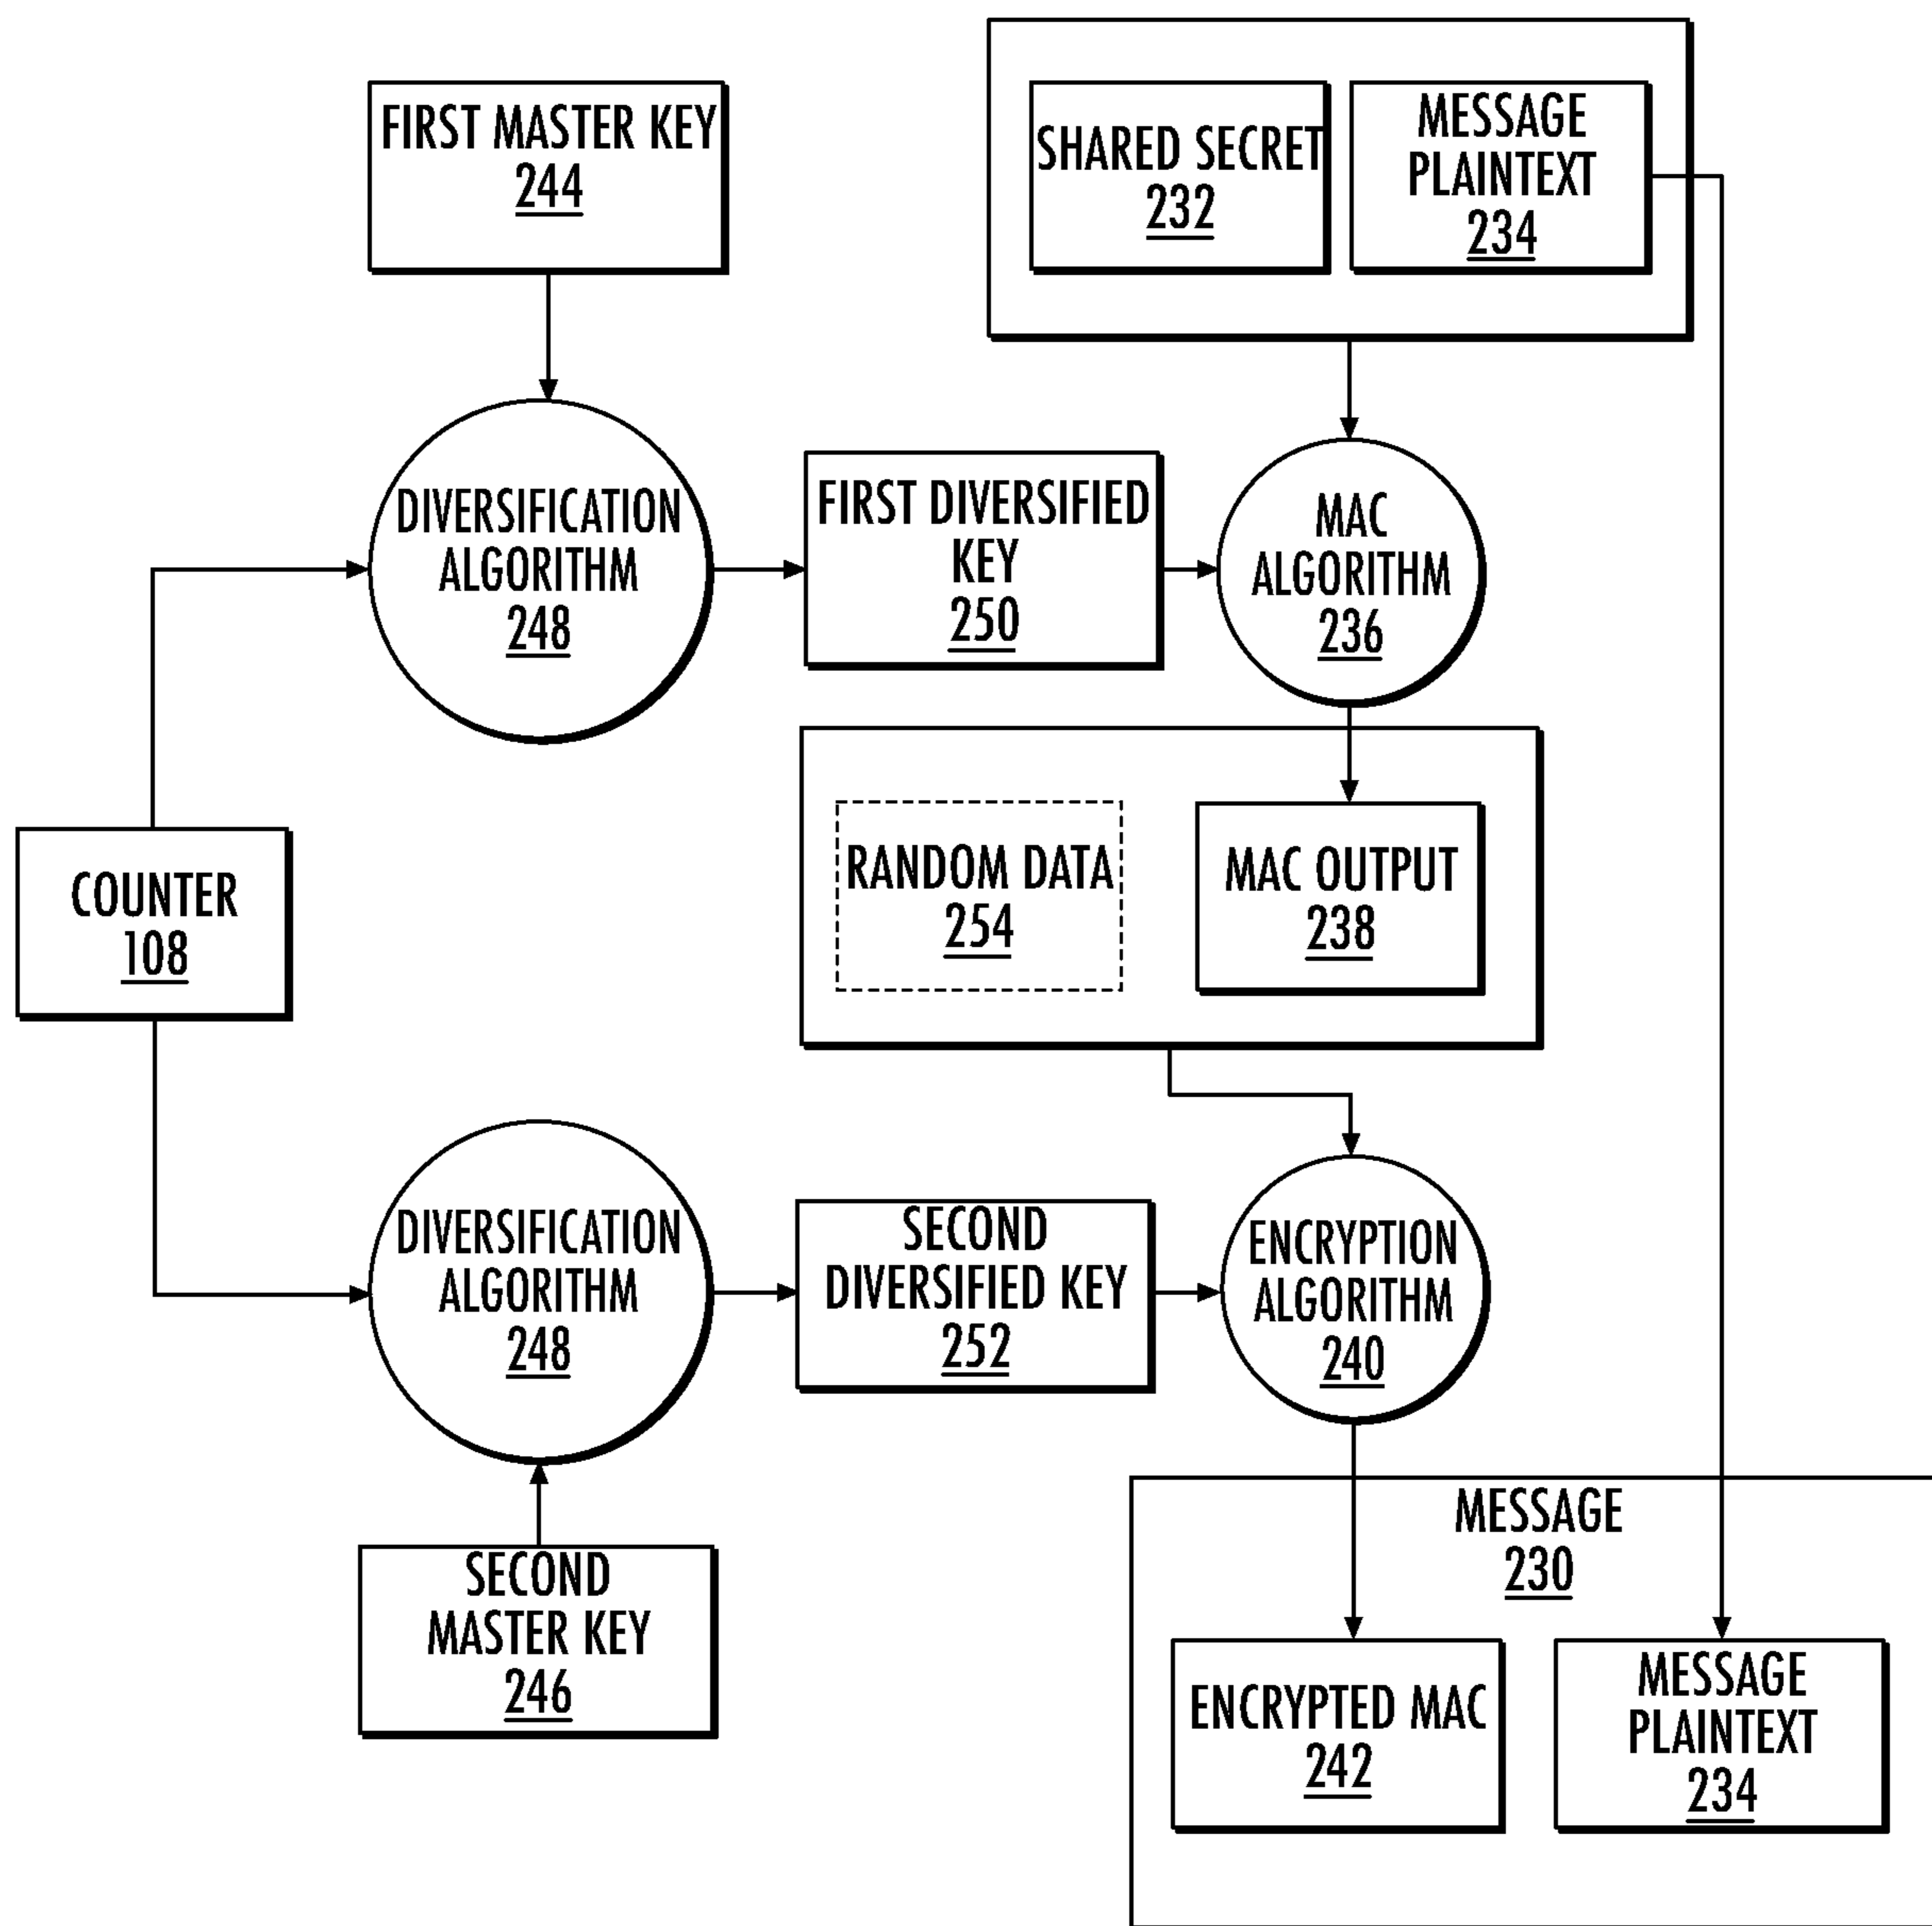 FIRST MASTER KEY
244
SHARED SECRET
232
MESSAGE
PLAINTEXT
234
DIVERSIFICATION
ALGORITHM
248
FIRST DIVERSIFIED
KEY
250
MAC
ALGORITHM
236
COUNTER
108
RANDOM DATA
254
MAC OUTPUT
238
DIVERSIFICATION
ALGORITHM
248
SECOND
DIVERSIFIED KEY
252
ENCRYPTION
ALGORITHM
240
SECOND
MASTER KEY
246
MESSAGE
230
ENCRYPTED MAC
242
MESSAGE
PLAINTEXT
234